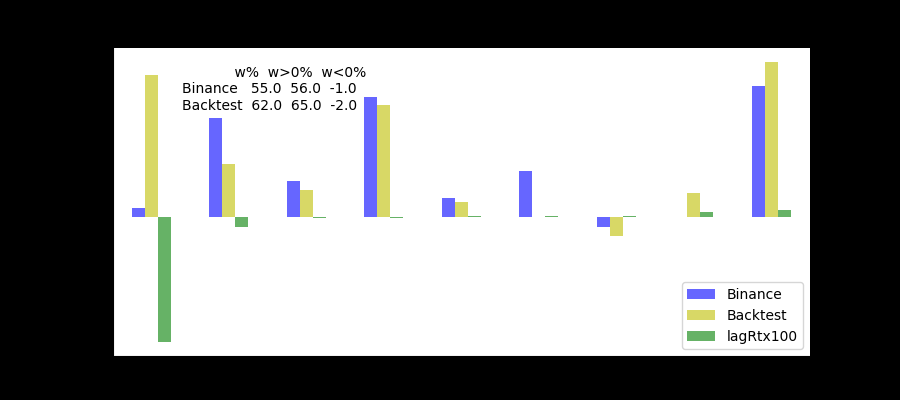 w% w>0% w<0%
Binance 55.0 56.0 -1.0
Backtest 62.0 65.0 -2.0
Binance
Backtest
lagRtx100